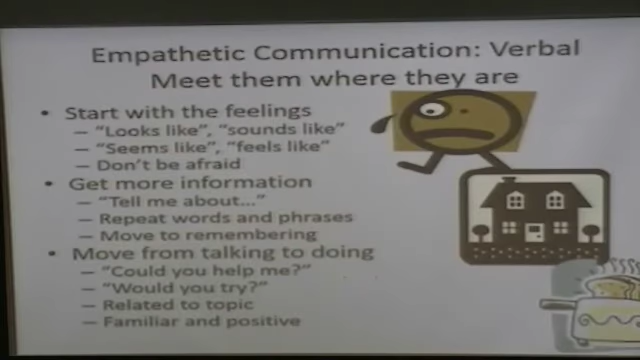 Empathetic Communication: Verbal
Meet them where they are
• Start with the feelings
– "Looks like", "sounds like"
– "Seems like", "feels like"
– Don't be afraid
• Get more information
– "Tell me about..."
– Repeat words and phrases
– Move to remembering
• Move from talking to doing
– "Could you help me?"
– "Would you try?"
– Related to topic
– Familiar and positive